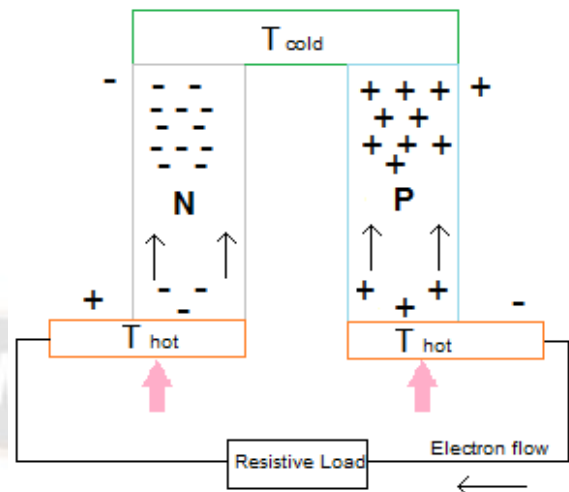 T cold
- - - + + + +
- - - + +
- - + + +
- - - +
- -
N P
+ - - + + -
- +
T hot T hot
Resistive Load Electron flow